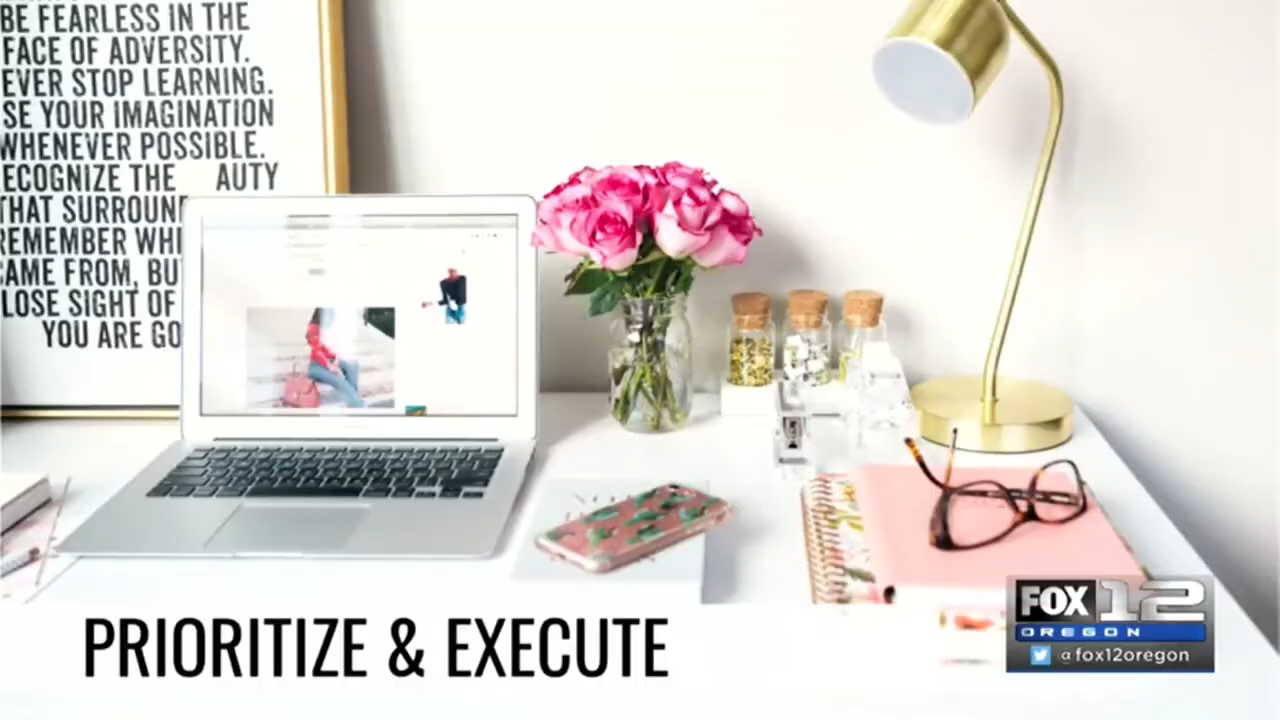 BE FEARLESS IN THE
FACE OF ADVERSITY.
EVER STOP LEARNING.
SE YOUR IMAGINATION
WHENEVER POSSIBLE.
ECOGNIZE THE AUTY
THAT SURROUN
REMEMBER WH
AME FROM, BU
LOSE SIGHT OF
YOU ARE GO
PRIORITIZE & EXECUTE
FOX 12
OREGON
@fox12oregon